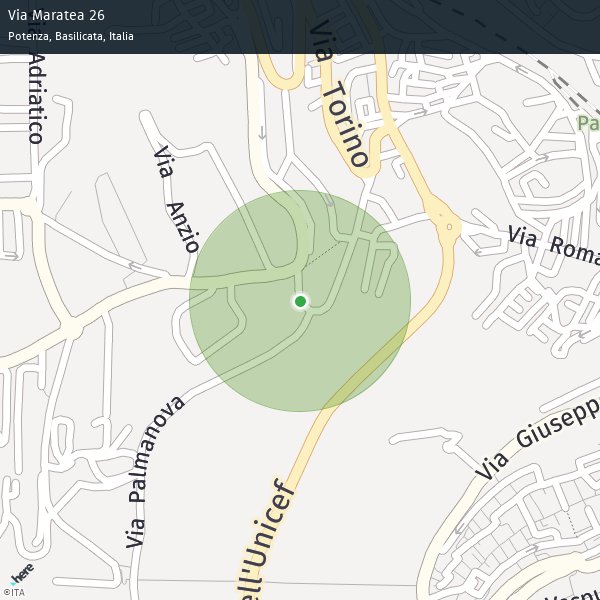 Via Maratea 26
Potenza, Basilicata, Italia
Adriatico
Via Torino
Pa
Via Anzio
Via Roma
Via Giuseppe
Via Palmanova
ell'Unicef
here
©ITA